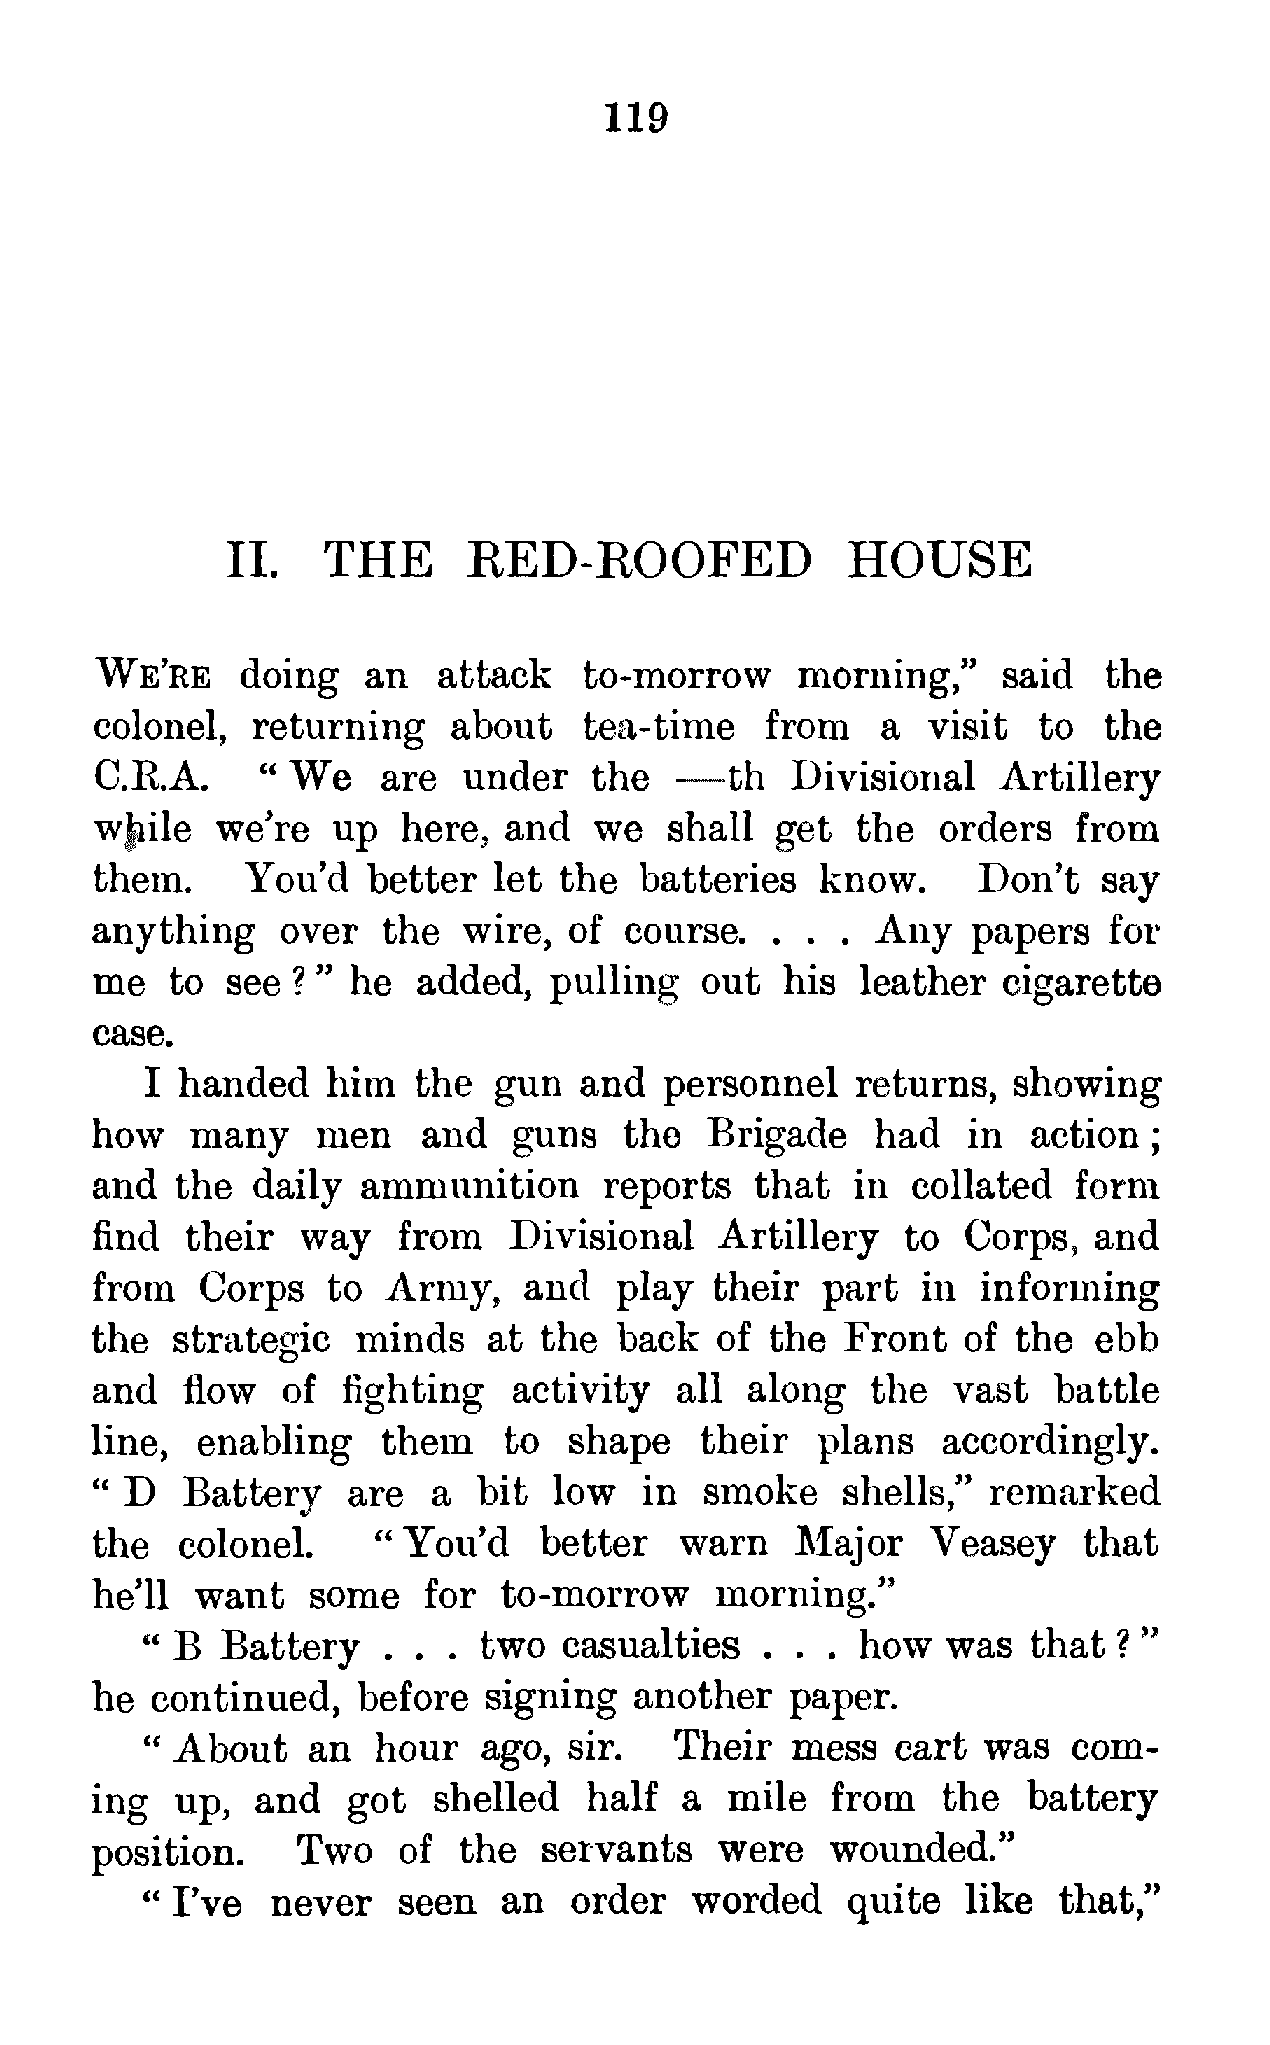 119
II. THE RED-ROOFED HOUSE
WE'RE doing an attack to-morrow morning," said the
colonel, returning about tea-time from a visit to the
C.R.A. "We are under the —th Divisional Artillery
while we're up here, and we shall get the orders from
them. You'd better let the batteries know. Don't say
anything over the wire, of course. . . . Any papers for
me to see?" he added, pulling out his leather cigarette
case.
I handed him the gun and personnel returns, showing
how many men and guns the Brigade had in action;
and the daily ammunition reports that in collated form
find their way from Divisional Artillery to Corps, and
from Corps to Army, and play their part in informing
the strategic minds at the back of the Front of the ebb
and flow of fighting activity all along the vast battle
line, enabling them to shape their plans accordingly.
"D Battery are a bit low in smoke shells," remarked
the colonel. "You'd better warn Major Veasey that
he'll want some for to-morrow morning."
"B Battery . . . two casualties . . . how was that?"
he continued, before signing another paper.
"About an hour ago, sir. Their mess cart was com-
ing up, and got shelled half a mile from the battery
position. Two of the servants were wounded."
"I've never seen an order worded quite like that,"